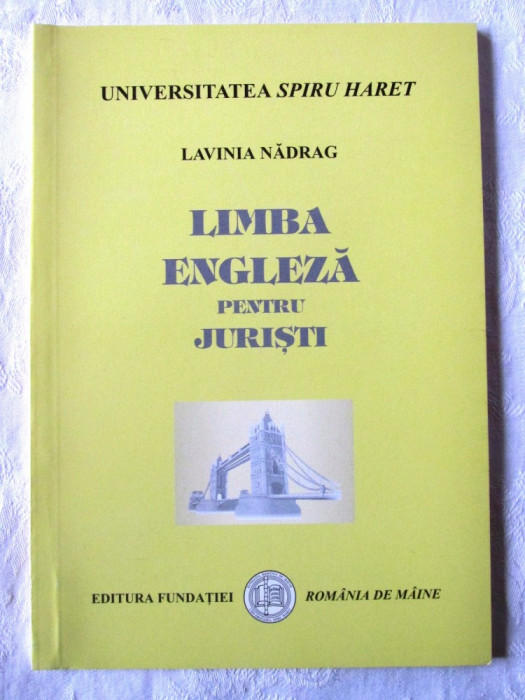 UNIVERSITATEA SPIRU HARET
LAVINIA NĂDRAG
LIMBA
ENGLEZĂ
PENTRU
JURIȘTI
EDITURA FUNDAȚIEI ROMÂNIA DE MÂINE